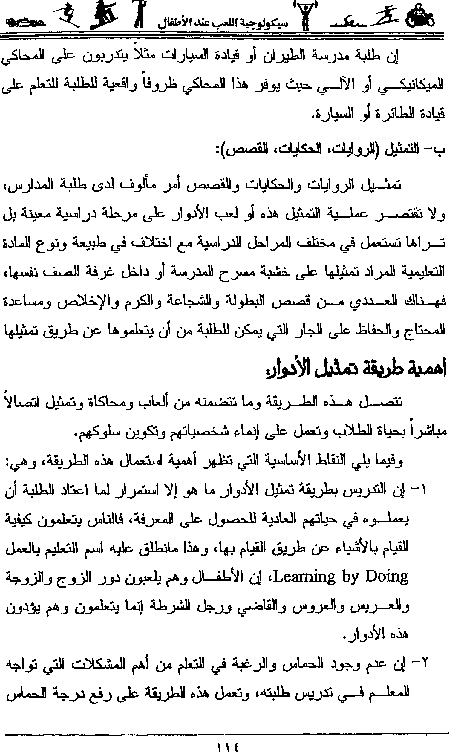 سيكولوجية اللعب عند الأطفال
إن طلبة مدرسة الطيران أو قيادة السيارات مثلاً يتدربون على المحاكي
الميكانيكي أو الآلي حيث يوفر هذا المحاكي ظروفاً واقعية للطلبة للتعلم على
قيادة الطائرة أو السيارة.
ب- التمثيل (الروايات، الحكايات، القصص):
تمثيل الروايات والحكايات والقصص أمر مألوف لدى طلبة المدارس،
ولا تقتصر عملية التمثيل هذه أو لعب الأدوار على مرحلة دراسية معينة بل
تراها تستعمل في مختلف المراحل الدراسية مع اختلاف في طبيعة ونوع المادة
التعليمية المراد تمثيلها على خشبة مسرح المدرسة أو داخل غرفة الصف نفسها،
فهناك العددي من قصص البطولة والشجاعة والكرم والإخلاص ومساعدة
المحتاج والحفاظ على الجار التي يمكن للطلبة من أن يتعلموها عن طريق تمثيلها
أهمية طريقة تمثيل الأدوار:
تتصل هذه الطريقة وما تتضمنه من ألعاب ومحاكاة وتمثيل اتصالاً
مباشراً بحياة الطلاب وتعمل على إنماء شخصياتهم وتكوين سلوكهم.
وفيما يلي النقاط الأساسية التي تظهر أهمية استعمال هذه الطريقة، وهي:
١- إن التدريس بطريقة تمثيل الأدوار ما هو إلا استمرار لما اعتاد الطلبة أن
يعملوه في حياتهم العادية للحصول على المعرفة، فالناس يتعلمون كيفية
القيام بالأشياء عن طريق القيام بها، وهذا مانطلق عليه اسم التعليم بالعمل
Learning by Doing، إن الأطفال وهم يلعبون دور الزوج والزوجة
والعريس والعروس والقاضي ورجل الشرطة إنما يتعلمون وهم يؤدون
هذه الأدوار.
٢- إن عدم وجود الحماس والرغبة في التعلم من أهم المشكلات التي تواجه
المعلم في تدريس طلبته، وتعمل هذه الطريقة على رفع درجة الحماس
١١٤